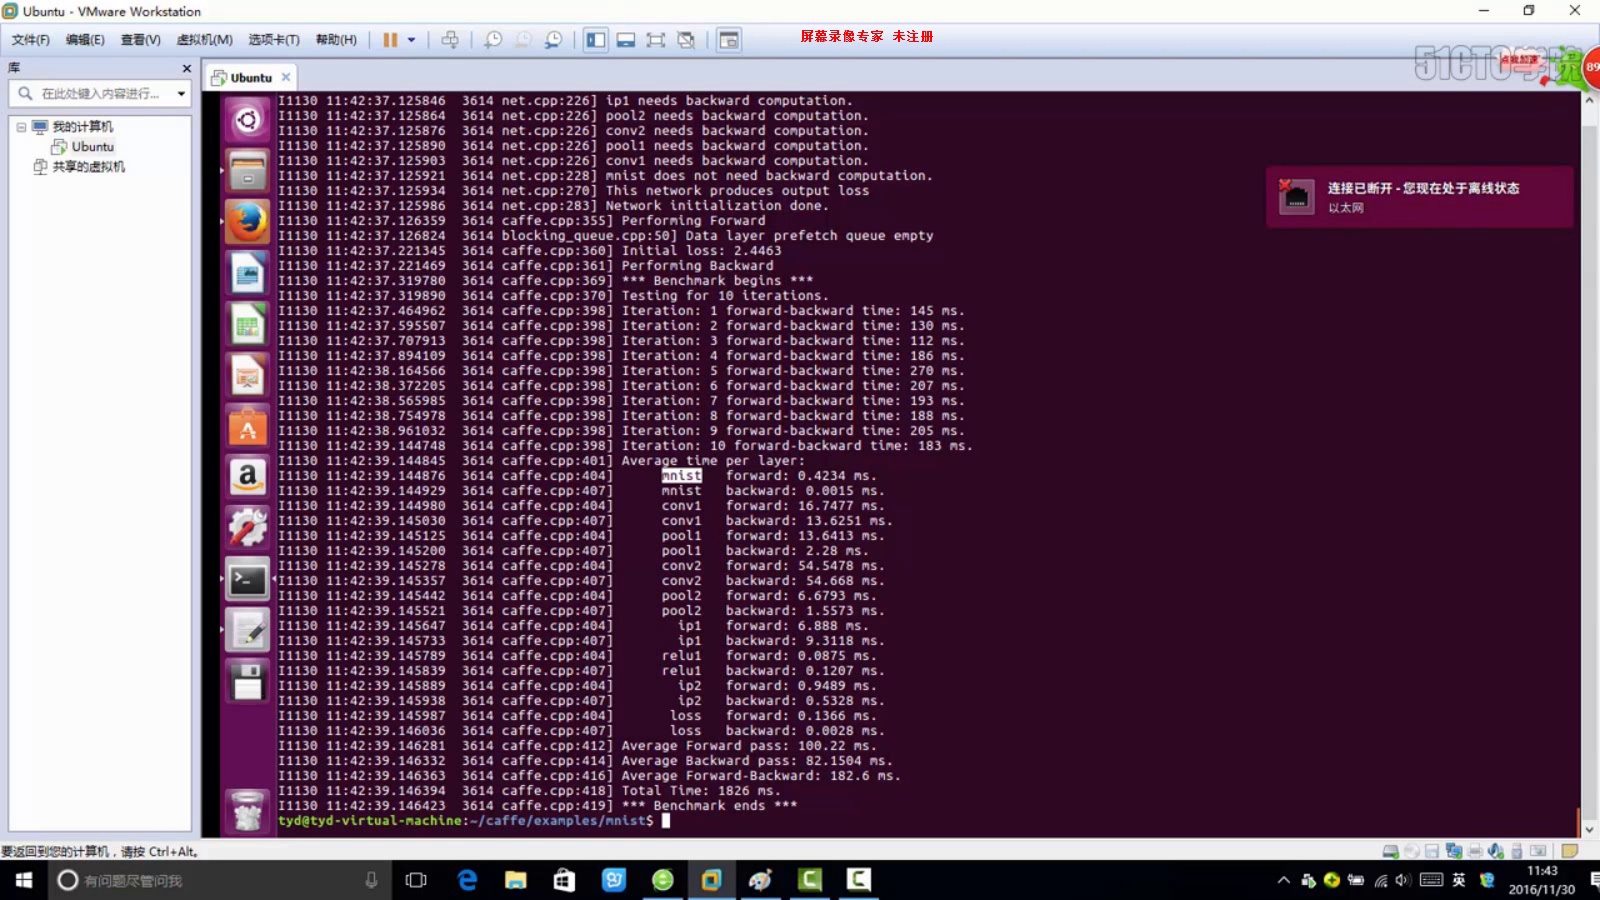 Ubuntu - VMware Workstation
文件(F) 编辑(E) 查看(V) 虚拟机(M) 选项卡(T) 帮助(H)
屏幕录像专家 未注册
51CTO学院
点我加速
89
库
Ubuntu
在此处键入内容进行...
我的计算机
Ubuntu
共享的虚拟机
连接已断开 - 您现在处于离线状态
以太网
I1130 11:42:37.125846  3614 net.cpp:226] ip1 needs backward computation.
I1130 11:42:37.125864  3614 net.cpp:226] pool2 needs backward computation.
I1130 11:42:37.125876  3614 net.cpp:226] conv2 needs backward computation.
I1130 11:42:37.125890  3614 net.cpp:226] pool1 needs backward computation.
I1130 11:42:37.125903  3614 net.cpp:226] conv1 needs backward computation.
I1130 11:42:37.125921  3614 net.cpp:228] mnist does not need backward computation.
I1130 11:42:37.125934  3614 net.cpp:270] This network produces output loss
I1130 11:42:37.125986  3614 net.cpp:283] Network initialization done.
I1130 11:42:37.126359  3614 caffe.cpp:355] Performing Forward
I1130 11:42:37.126824  3614 blocking_queue.cpp:50] Data layer prefetch queue empty
I1130 11:42:37.221345  3614 caffe.cpp:360] Initial loss: 2.4463
I1130 11:42:37.221469  3614 caffe.cpp:361] Performing Backward
I1130 11:42:37.319780  3614 caffe.cpp:369] *** Benchmark begins ***
I1130 11:42:37.319890  3614 caffe.cpp:370] Testing for 10 iterations.
I1130 11:42:37.464962  3614 caffe.cpp:398] Iteration: 1 forward-backward time: 145 ms.
I1130 11:42:37.595507  3614 caffe.cpp:398] Iteration: 2 forward-backward time: 130 ms.
I1130 11:42:37.707913  3614 caffe.cpp:398] Iteration: 3 forward-backward time: 112 ms.
I1130 11:42:37.894109  3614 caffe.cpp:398] Iteration: 4 forward-backward time: 186 ms.
I1130 11:42:38.164566  3614 caffe.cpp:398] Iteration: 5 forward-backward time: 270 ms.
I1130 11:42:38.372205  3614 caffe.cpp:398] Iteration: 6 forward-backward time: 207 ms.
I1130 11:42:38.565985  3614 caffe.cpp:398] Iteration: 7 forward-backward time: 193 ms.
I1130 11:42:38.754978  3614 caffe.cpp:398] Iteration: 8 forward-backward time: 188 ms.
I1130 11:42:38.961032  3614 caffe.cpp:398] Iteration: 9 forward-backward time: 205 ms.
I1130 11:42:39.144748  3614 caffe.cpp:398] Iteration: 10 forward-backward time: 183 ms.
I1130 11:42:39.144845  3614 caffe.cpp:401] Average time per layer:
I1130 11:42:39.144876  3614 caffe.cpp:404]      mnist   forward: 0.4234 ms.
I1130 11:42:39.144929  3614 caffe.cpp:407]      mnist   backward: 0.0015 ms.
I1130 11:42:39.144980  3614 caffe.cpp:404]      conv1   forward: 16.7477 ms.
I1130 11:42:39.145030  3614 caffe.cpp:407]      conv1   backward: 13.6251 ms.
I1130 11:42:39.145125  3614 caffe.cpp:404]      pool1   forward: 13.6413 ms.
I1130 11:42:39.145200  3614 caffe.cpp:407]      pool1   backward: 2.28 ms.
I1130 11:42:39.145278  3614 caffe.cpp:404]      conv2   forward: 54.5478 ms.
I1130 11:42:39.145357  3614 caffe.cpp:407]      conv2   backward: 54.668 ms.
I1130 11:42:39.145442  3614 caffe.cpp:404]      pool2   forward: 6.6793 ms.
I1130 11:42:39.145521  3614 caffe.cpp:407]      pool2   backward: 1.5573 ms.
I1130 11:42:39.145647  3614 caffe.cpp:404]        ip1   forward: 6.888 ms.
I1130 11:42:39.145733  3614 caffe.cpp:407]        ip1   backward: 9.3118 ms.
I1130 11:42:39.145789  3614 caffe.cpp:404]      relu1   forward: 0.0875 ms.
I1130 11:42:39.145839  3614 caffe.cpp:407]      relu1   backward: 0.1207 ms.
I1130 11:42:39.145889  3614 caffe.cpp:404]        ip2   forward: 0.9489 ms.
I1130 11:42:39.145938  3614 caffe.cpp:407]        ip2   backward: 0.5328 ms.
I1130 11:42:39.145987  3614 caffe.cpp:404]       loss   forward: 0.1366 ms.
I1130 11:42:39.146036  3614 caffe.cpp:407]       loss   backward: 0.0028 ms.
I1130 11:42:39.146281  3614 caffe.cpp:412] Average Forward pass: 100.22 ms.
I1130 11:42:39.146332  3614 caffe.cpp:414] Average Backward pass: 82.1504 ms.
I1130 11:42:39.146363  3614 caffe.cpp:416] Average Forward-Backward: 182.6 ms.
I1130 11:42:39.146394  3614 caffe.cpp:418] Total Time: 1826 ms.
I1130 11:42:39.146423  3614 caffe.cpp:419] *** Benchmark ends ***
tyd@tyd-virtual-machine:~/caffe/examples/mnist$
要返回到您的计算机，请按 Ctrl+Alt。
有问题尽管问我
英
11:43
2016/11/30